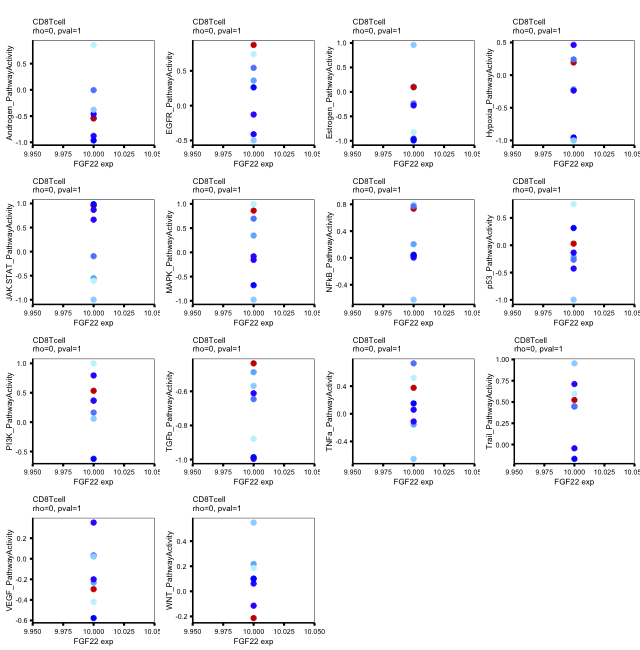 CD8Tcell
rho=0, pval=1
Androgen_PathwayActivity
0.5
0.0
-0.5
-1.0
9.950 9.975 10.000 10.025 10.05
FGF22 exp
CD8Tcell
rho=0, pval=1
EGFR_PathwayActivity
0.5
0.0
-0.5
9.950 9.975 10.000 10.025 10.05
FGF22 exp
CD8Tcell
rho=0, pval=1
Estrogen_PathwayActivity
1.0
0.5
0.0
-0.5
-1.0
9.950 9.975 10.000 10.025 10.05
FGF22 exp
CD8Tcell
rho=0, pval=1
Hypoxia_PathwayActivity
0.5
0.0
-0.5
-1.0
9.950 9.975 10.000 10.025 10.05
FGF22 exp
CD8Tcell
rho=0, pval=1
JAK.STAT_PathwayActivity
1.0
0.5
0.0
-0.5
-1.0
9.950 9.975 10.000 10.025 10.05
FGF22 exp
CD8Tcell
rho=0, pval=1
MAPK_PathwayActivity
1.0
0.5
0.0
-0.5
-1.0
9.950 9.975 10.000 10.025 10.05
FGF22 exp
CD8Tcell
rho=0, pval=1
NFkB_PathwayActivity
0.8
0.4
0.0
-0.4
9.950 9.975 10.000 10.025 10.05
FGF22 exp
CD8Tcell
rho=0, pval=1
p53_PathwayActivity
0.5
0.0
-0.5
-1.0
9.950 9.975 10.000 10.025 10.05
FGF22 exp
CD8Tcell
rho=0, pval=1
PI3K_PathwayActivity
1.0
0.5
0.0
-0.5
9.950 9.975 10.000 10.025 10.05
FGF22 exp
CD8Tcell
rho=0, pval=1
TGFb_PathwayActivity
-0.6
-0.8
-1.0
9.950 9.975 10.000 10.025 10.05
FGF22 exp
CD8Tcell
rho=0, pval=1
TNFa_PathwayActivity
0.4
0.0
-0.4
9.950 9.975 10.000 10.025 10.05
FGF22 exp
CD8Tcell
rho=0, pval=1
Trail_PathwayActivity
1.00
0.75
0.50
0.25
0.00
9.950 9.975 10.000 10.025 10.05
FGF22 exp
CD8Tcell
rho=0, pval=1
VEGF_PathwayActivity
0.2
0.0
-0.2
-0.4
-0.6
9.950 9.975 10.000 10.025 10.05
FGF22 exp
CD8Tcell
rho=0, pval=1
WNT_PathwayActivity
0.4
0.2
0.0
-0.2
9.950 9.975 10.000 10.025 10.050
FGF22 exp